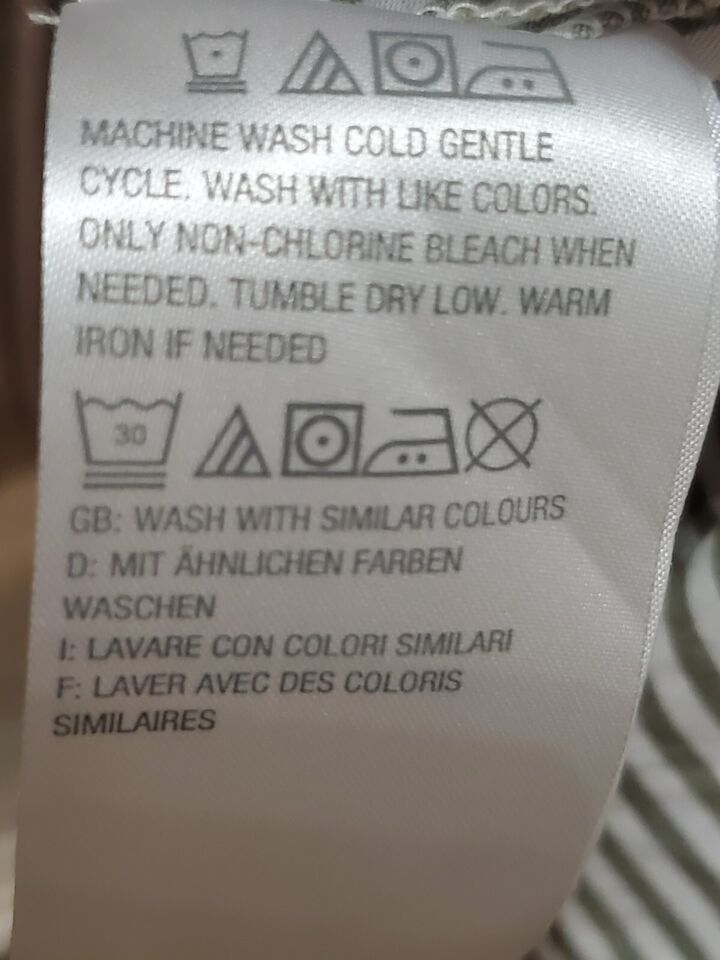 MACHINE WASH COLD GENTLE
CYCLE. WASH WITH LIKE COLORS.
ONLY NON-CHLORINE BLEACH WHEN
NEEDED. TUMBLE DRY LOW. WARM
IRON IF NEEDED
30
GB: WASH WITH SIMILAR COLOURS
D: MIT ÄHNLICHEN FARBEN
WASCHEN
I: LAVARE CON COLORI SIMILARI
F: LAVER AVEC DES COLORIS
SIMILAIRES